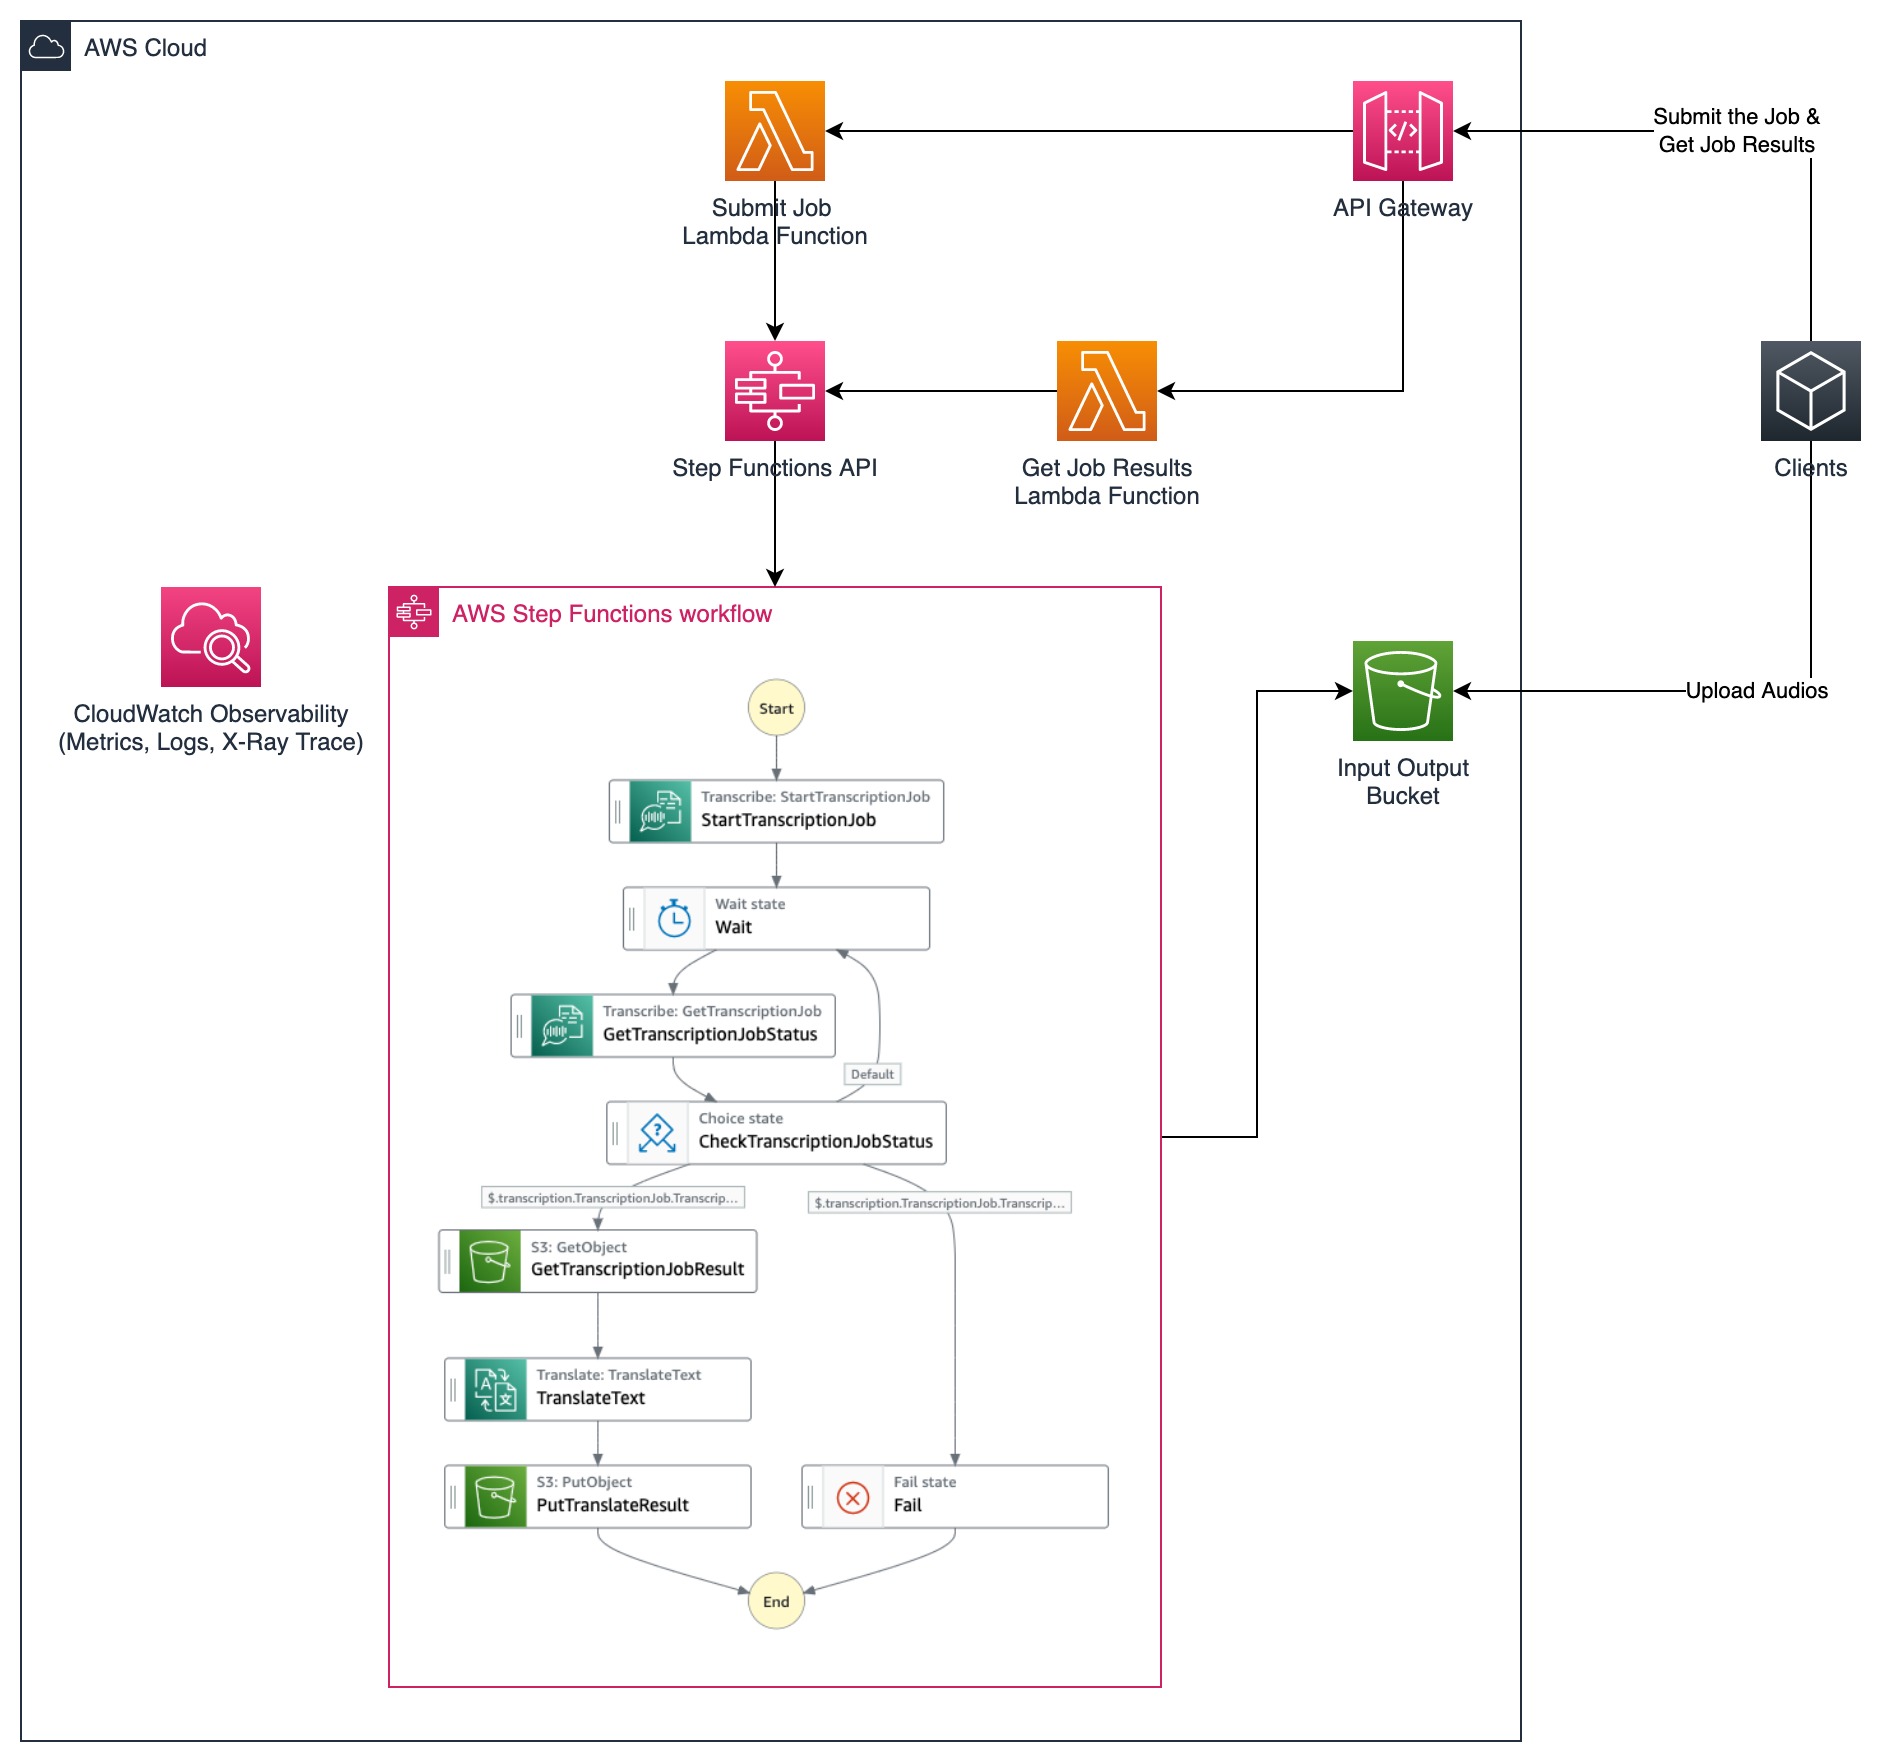 AWS Cloud
Submit the Job &
Get Job Results
Submit Job
Lambda Function
API Gateway
Step Functions API
Get Job Results
Lambda Function
Clients
CloudWatch Observability
(Metrics, Logs, X-Ray Trace)
AWS Step Functions workflow
Upload Audios
Input Output
Bucket
Start
Transcribe: StartTranscriptionJob
StartTranscriptionJob
Wait state
Wait
Transcribe: GetTranscriptionJob
GetTranscriptionJobStatus
Default
Choice state
CheckTranscriptionJobStatus
$.transcription.TranscriptionJob.Transcrip...
$.transcription.TranscriptionJob.Transcrip...
S3: GetObject
GetTranscriptionJobResult
Translate: TranslateText
TranslateText
S3: PutObject
PutTranslateResult
Fail state
Fail
End